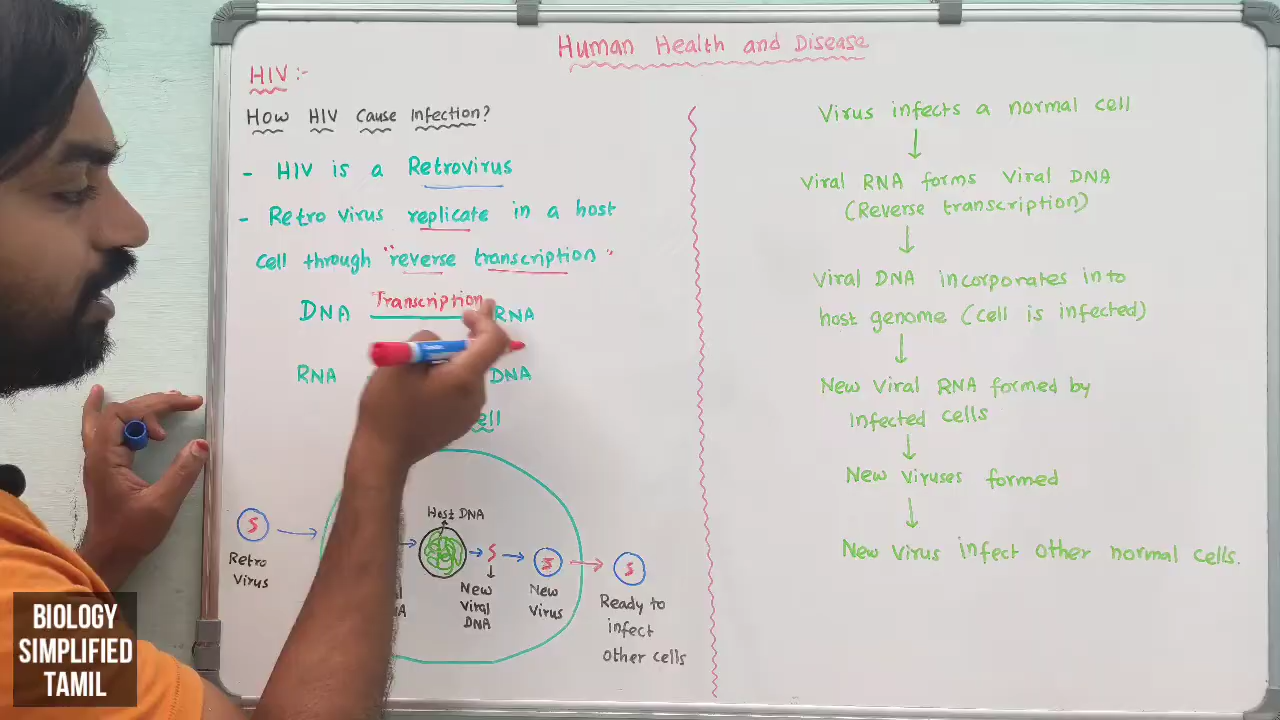 Human Health and Disease
HIV :-
How HIV Cause Infection?
- HIV is a Retrovirus
- Retro virus replicate in a host
cell through "reverse transcription"
DNA Transcription RNA
RNA DNA
Host DNA
S
Retro
Virus
S
New
Viral
DNA
S
New
Virus
S
Ready to
infect
other cells
Virus infects a normal cell
↓
Viral RNA forms Viral DNA
(Reverse transcription)
↓
Viral DNA incorporates in to
host genome (cell is infected)
↓
New Viral RNA formed by
infected cells
↓
New Viruses formed
↓
New Virus infect other normal cells.
BIOLOGY
SIMPLIFIED
TAMIL